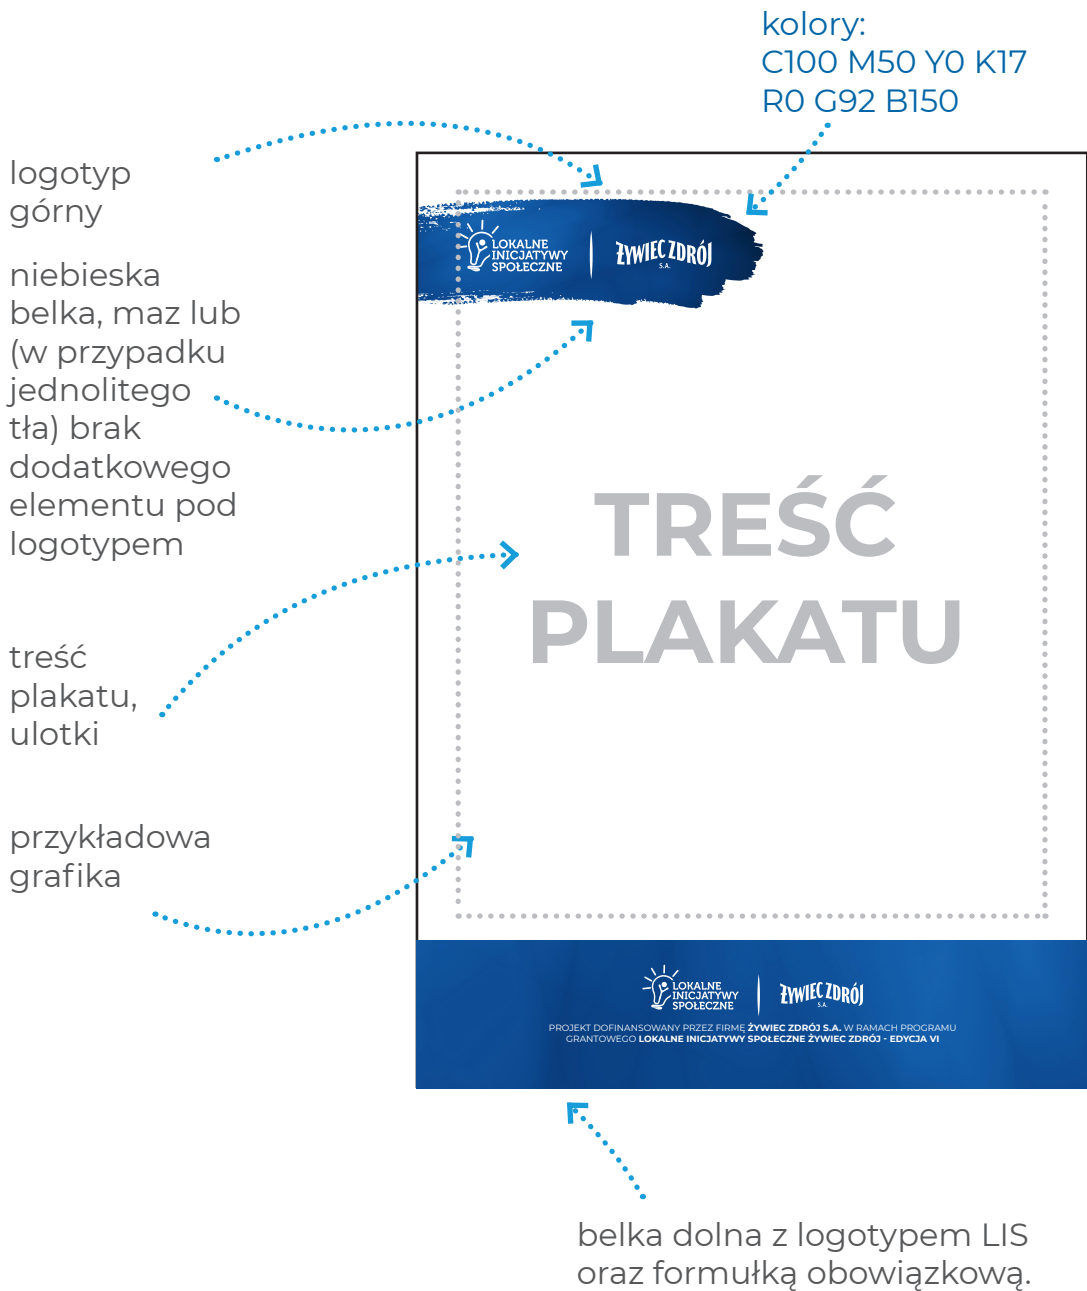 kolory:
C100 M50 Y0 K17
R0 G92 B150
logotyp
górny
niebieska
belka, maz lub
(w przypadku
jednolitego
tła) brak
dodatkowego
elementu pod
logotypem
treść
plakatu,
ulotki
przykładowa
grafika
LOKALNE
INICJATYWY
SPOŁECZNE
ŻYWIEC ZDRÓJ
S.A.
TREŚĆ
PLAKATU
LOKALNE
INICJATYWY
SPOŁECZNE
ŻYWIEC ZDRÓJ
S.A.
PROJEKT DOFINANSOWANY PRZEZ FIRMĘ ŻYWIEC ZDRÓJ S.A. W RAMACH PROGRAMU
GRANTOWEGO LOKALNE INICJATYWY SPOŁECZNE ŻYWIEC ZDRÓJ - EDYCJA VI
belka dolna z logotypem LIS
oraz formułką obowiązkową.